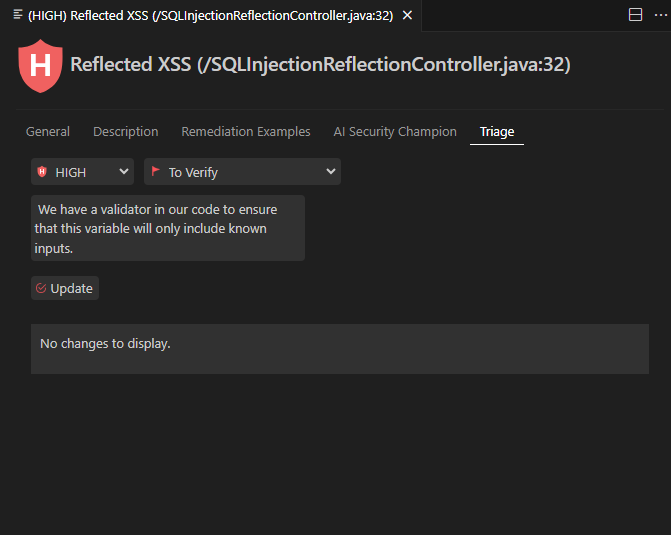 (HIGH) Reflected XSS (/SQLInjectionReflectionController.java:32)
H Reflected XSS (/SQLInjectionReflectionController.java:32)
General Description Remediation Examples AI Security Champion Triage
H HIGH To Verify
We have a validator in our code to ensure
that this variable will only include known
inputs.
Update
No changes to display.